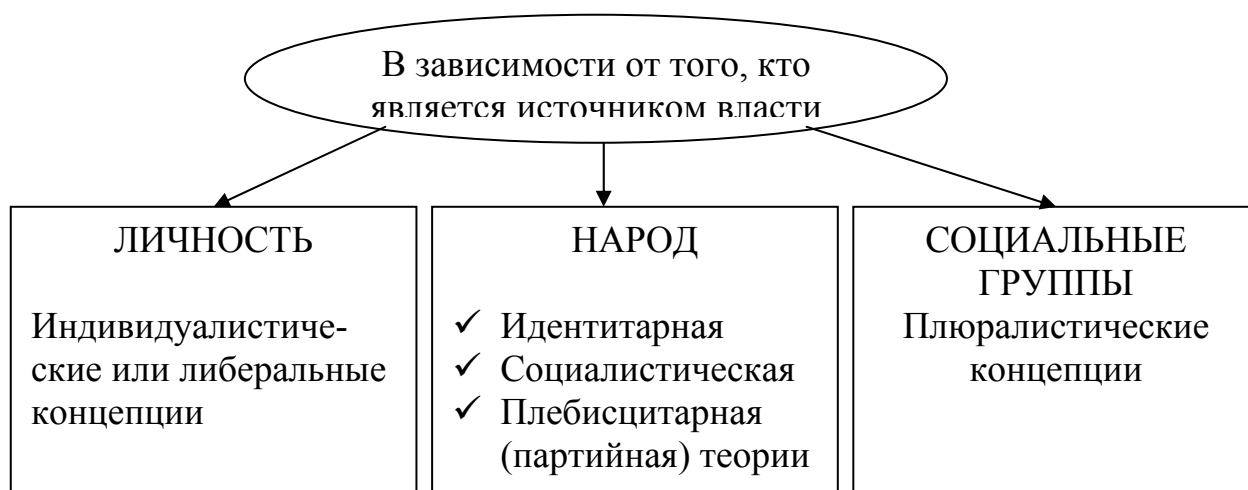 В зависимости от того, кто
является источником власти
ЛИЧНОСТЬ
Индивидуалистиче-
ские или либеральные
концепции
НАРОД
✓ Идентитарная
✓ Социалистическая
✓ Плебисцитарная
(партийная) теории
СОЦИАЛЬНЫЕ
ГРУППЫ
Плюралистические
концепции